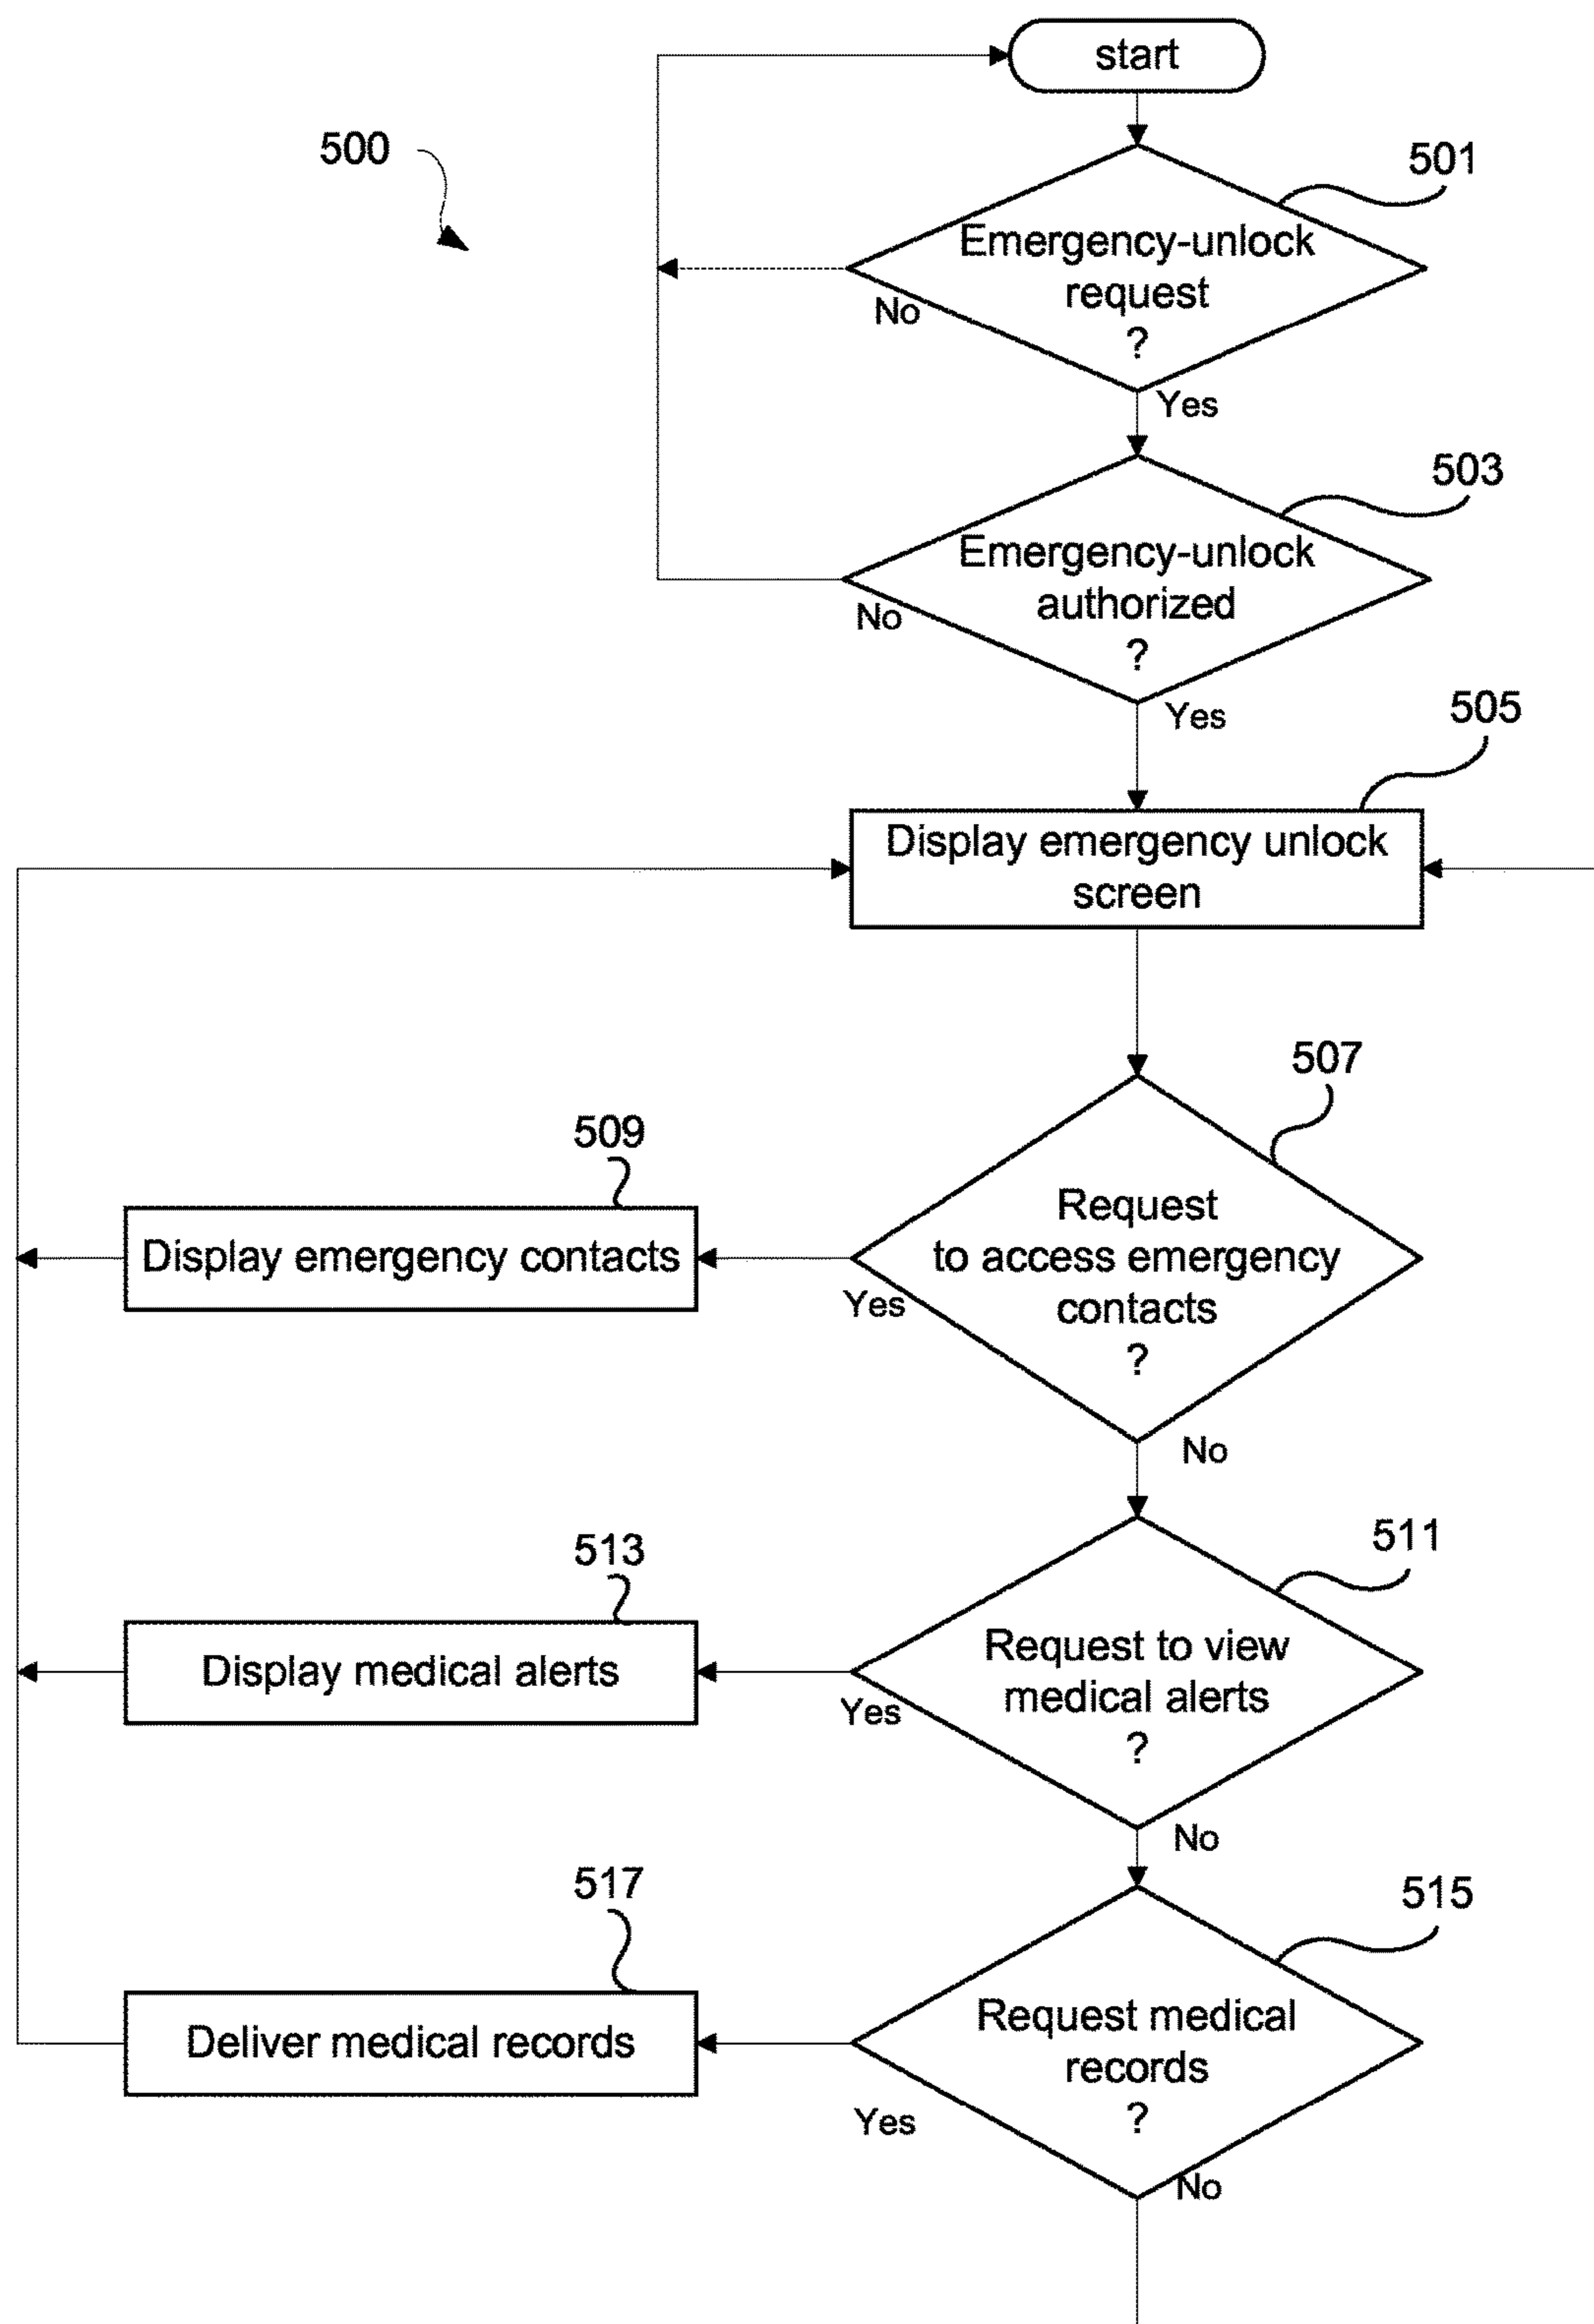 start
500
501
Emergency-unlock
request
?
No
Yes
503
Emergency-unlock
authorized
?
No
Yes
505
Display emergency unlock
screen
507
509
Request
to access emergency
contacts
?
Display emergency contacts
Yes
No
511
513
Request to view
medical alerts
?
Display medical alerts
Yes
No
515
517
Request medical
records
?
Deliver medical records
Yes
No